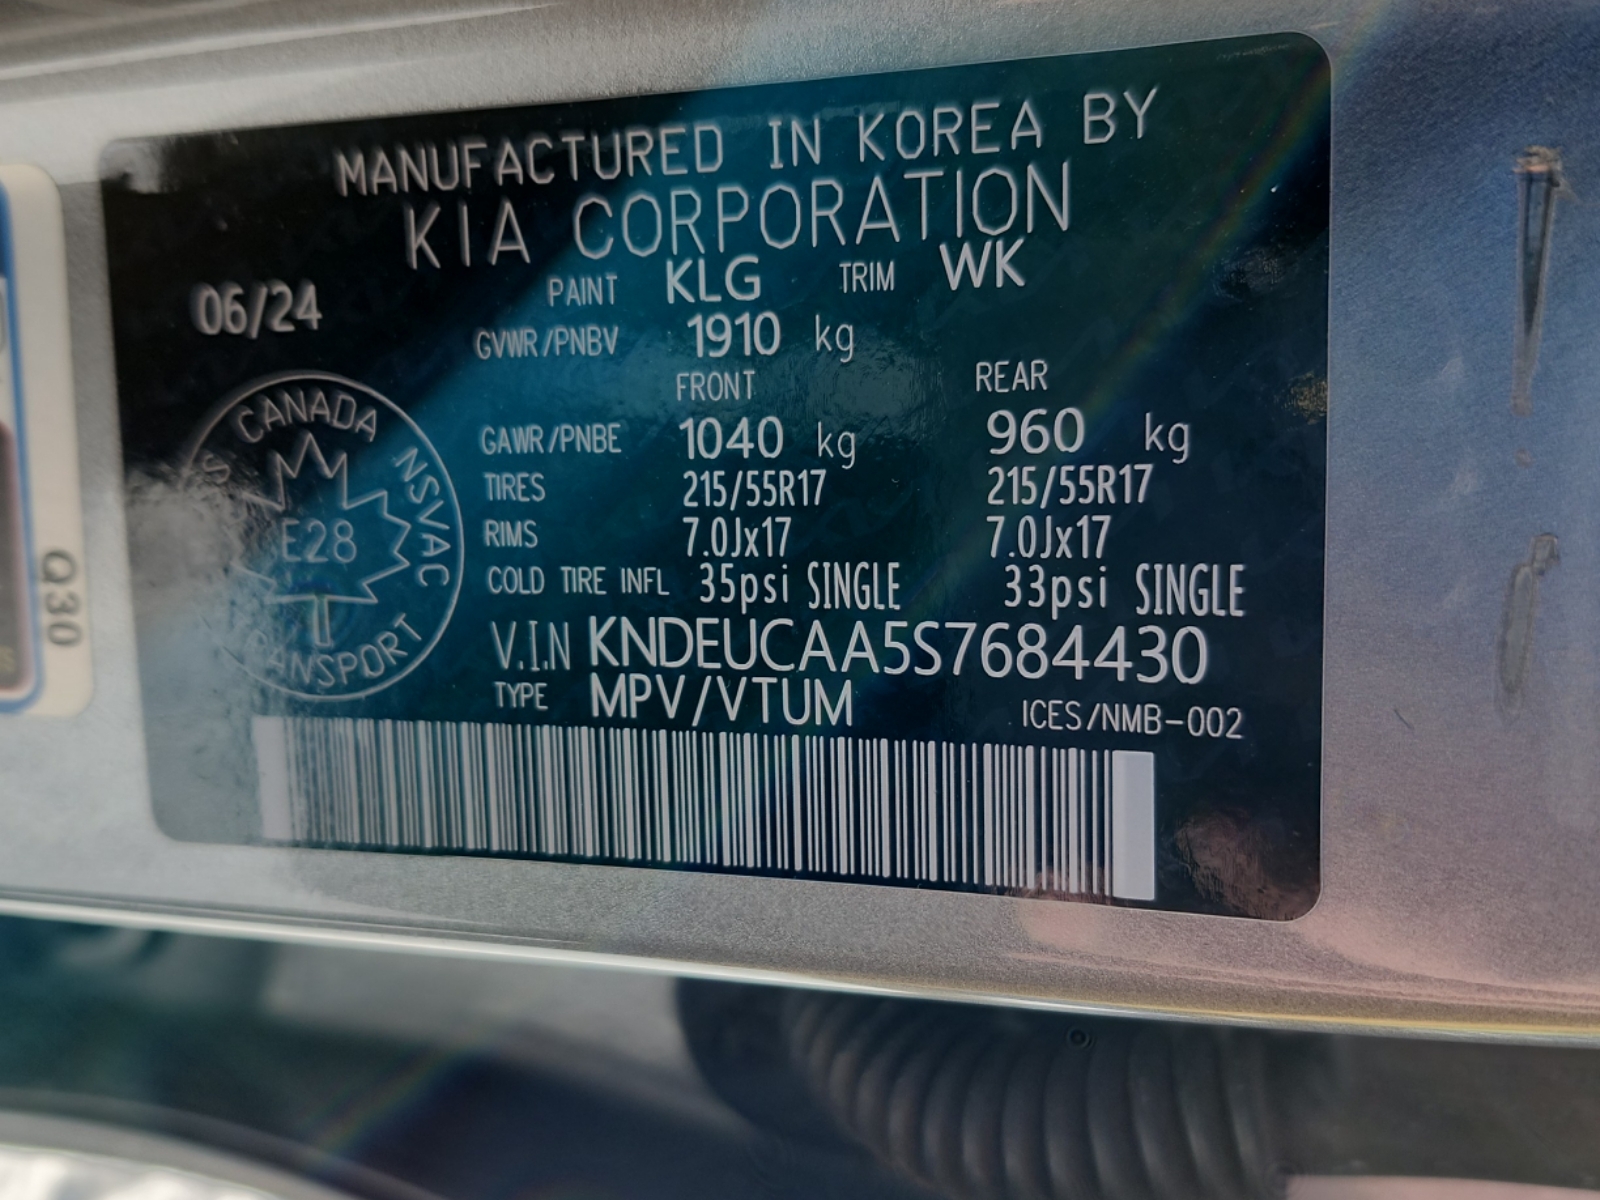 MANUFACTURED IN KOREA BY
KIA CORPORATION
06/24
PAINT KLG TRIM WK
GVWR/PNBV 1910 kg
FRONT REAR
GAWR/PNBE 1040 kg 960 kg
TIRES 215/55R17 215/55R17
RIMS 7.0Jx17 7.0Jx17
COLD TIRE INFL 35psi SINGLE 33psi SINGLE
V.I.N KNDEUCAA5S7684430
TYPE MPV/VTUM
ICES/NMB-002
CANADA
NSVAC
E28
Q30